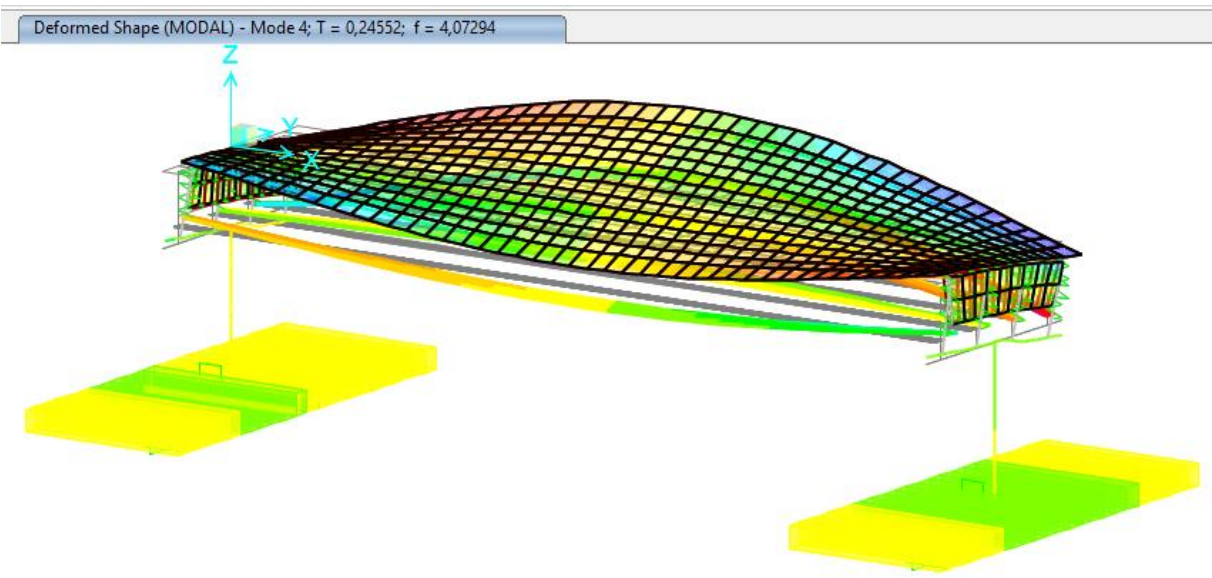 Deformed Shape (MODAL) - Mode 4; T = 0,24552; f = 4,07294
Z
Y
X